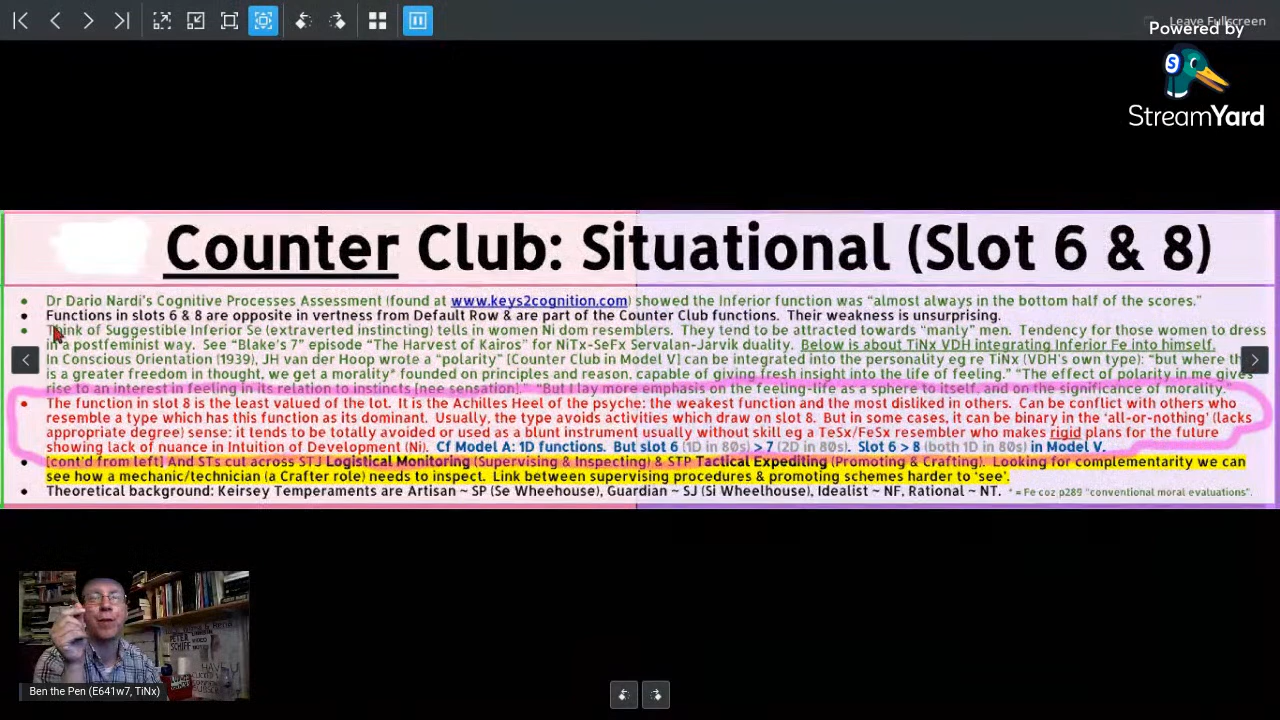 Leave Fullscreen
Powered by
S
StreamYard
Counter Club: Situational (Slot 6 & 8)
• Dr Dario Nardi's Cognitive Processes Assessment (found at www.keys2cognition.com) showed the Inferior function was "almost always in the bottom half of the scores."
• Functions in slots 6 & 8 are opposite in vertness from Default Row & are part of the Counter Club functions. Their weakness is unsurprising.
• Think of Suggestible Inferior Se (extraverted instincting) tells in women Ni dom resemblers. They tend to be attracted towards "manly" men. Tendency for those women to dress
in a postfeminist way. See "Blake's 7" episode "The Harvest of Kairos" for NiTx-SeFx Servalan-Jarvik duality. Below is about TiNx VDH integrating Inferior Fe into himself.
In Conscious Orientation (1939), JH van der Hoop wrote a "polarity" [Counter Club in Model V] can be integrated into the personality eg re TiNx (VDH's own type): "but where th
is a greater freedom in thought, we get a morality* founded on principles and reason, capable of giving fresh insight into the life of feeling." "The effect of polarity in me gives
rise to an interest in feeling in its relation to instincts [nee sensation]." "But I lay more emphasis on the feeling-life as a sphere to itself, and on the significance of morality."
• The function in slot 8 is the least valued of the lot. It is the Achilles Heel of the psyche: the weakest function and the most disliked in others. Can be conflict with others who
resemble a type which has this function as its dominant. Usually, the type avoids activities which draw on slot 8. But in some cases, it can be binary in the 'all-or-nothing' (lacks
appropriate degree) sense: it tends to be totally avoided or used as a blunt instrument usually without skill eg a TeSx/FeSx resembler who makes rigid plans for the future
showing lack of nuance in Intuition of Development (Ni). Cf Model A: 1D functions. But slot 6 (1D in 80s) > 7 (2D in 80s). Slot 6 > 8 (both 1D in 80s) in Model V.
• [cont'd from left] And STs cut across STJ Logistical Monitoring (Supervising & Inspecting) & STP Tactical Expediting (Promoting & Crafting). Looking for complementarity we can
see how a mechanic/technician (a Crafter role) needs to inspect. Link between supervising procedures & promoting schemes harder to 'see'.
• Theoretical background: Keirsey Temperaments are Artisan ~ SP (Se Wheehouse), Guardian ~ SJ (Si Wheelhouse), Idealist ~ NF, Rational ~ NT. * = Fe coz p289 "conventional moral evaluations".
PETER
SCHIFF
HAVE U
Ben the Pen (E641w7, TiNx)